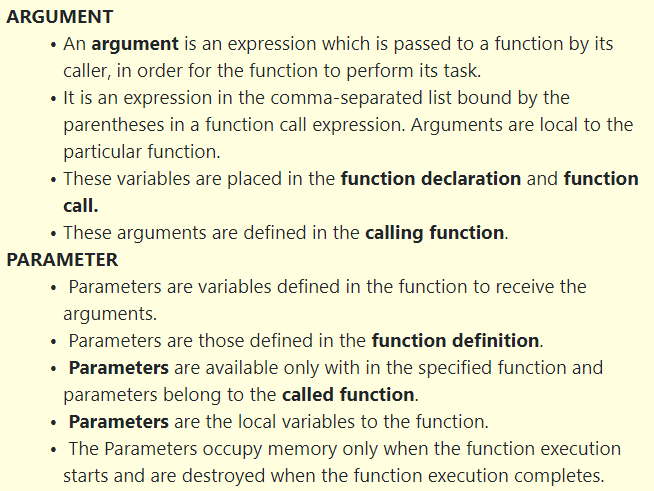 ARGUMENT
• An argument is an expression which is passed to a function by its
caller, in order for the function to perform its task.
• It is an expression in the comma-separated list bound by the
parentheses in a function call expression. Arguments are local to the
particular function.
• These variables are placed in the function declaration and function
call.
• These arguments are defined in the calling function.
PARAMETER
• Parameters are variables defined in the function to receive the
arguments.
• Parameters are those defined in the function definition.
• Parameters are available only with in the specified function and
parameters belong to the called function.
• Parameters are the local variables to the function.
• The Parameters occupy memory only when the function execution
starts and are destroyed when the function execution completes.